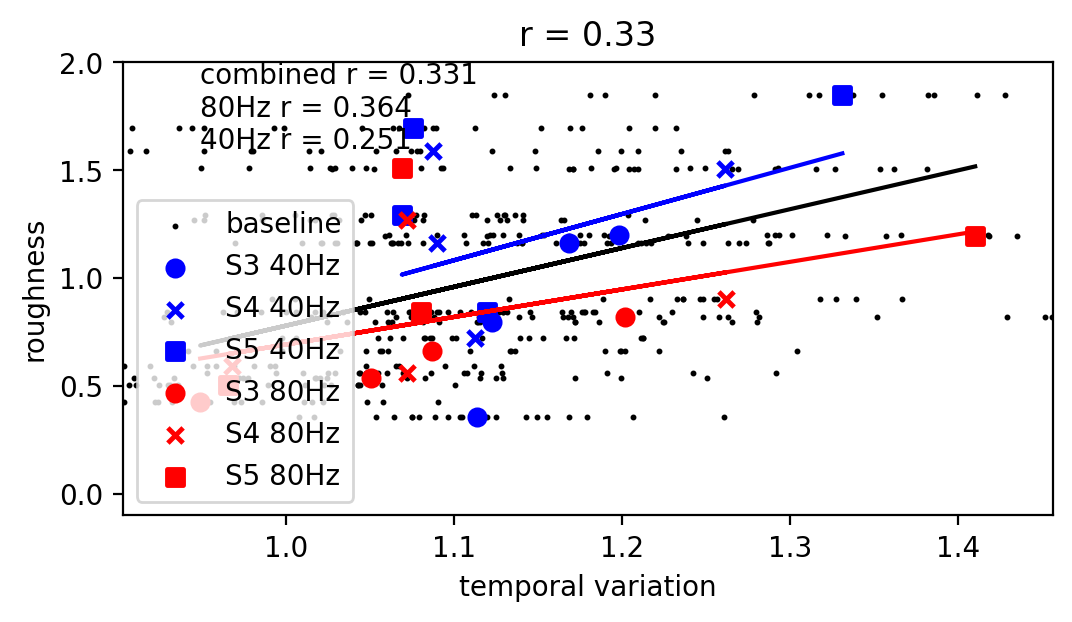 r = 0.33
combined r = 0.331
80Hz r = 0.364
40Hz r = 0.251
baseline
S3 40Hz
S4 40Hz
S5 40Hz
S3 80Hz
S4 80Hz
S5 80Hz
roughness
2.0
1.5
1.0
0.5
0.0
1.0 1.1 1.2 1.3 1.4
temporal variation